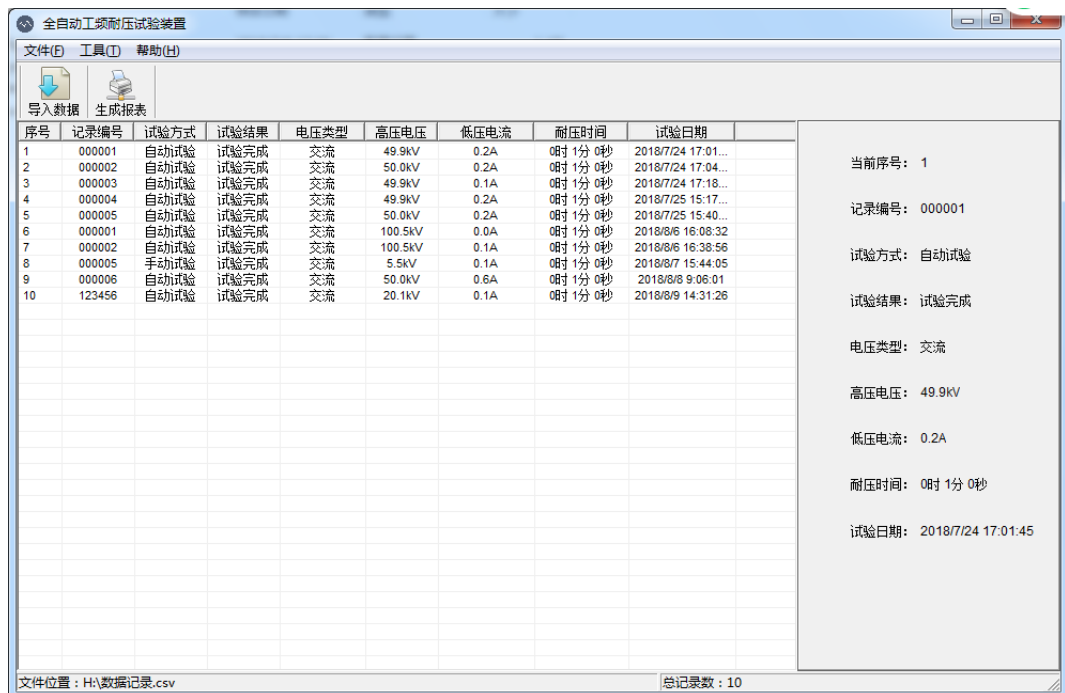 全自动工频耐压试验装置
文件(F) 工具(T) 帮助(H)
导入数据 生成报表
序号 记录编号 试验方式 试验结果 电压类型 高压电压 低压电流 耐压时间 试验日期
1 000001 自动试验 试验完成 交流 49.9kV 0.2A 0时 1分 0秒 2018/7/24 17:01...
2 000002 自动试验 试验完成 交流 50.0kV 0.2A 0时 1分 0秒 2018/7/24 17:04...
3 000003 自动试验 试验完成 交流 49.9kV 0.1A 0时 1分 0秒 2018/7/24 17:18...
4 000004 自动试验 试验完成 交流 49.9kV 0.2A 0时 1分 0秒 2018/7/25 15:17...
5 000005 自动试验 试验完成 交流 50.0kV 0.2A 0时 1分 0秒 2018/7/25 15:40...
6 000001 自动试验 试验完成 交流 100.5kV 0.0A 0时 1分 0秒 2018/8/6 16:08:32
7 000002 自动试验 试验完成 交流 100.5kV 0.1A 0时 1分 0秒 2018/8/6 16:38:56
8 000005 手动试验 试验完成 交流 5.5kV 0.1A 0时 1分 0秒 2018/8/7 15:44:05
9 000006 自动试验 试验完成 交流 50.0kV 0.6A 0时 1分 0秒 2018/8/8 9:06:01
10 123456 自动试验 试验完成 交流 20.1kV 0.1A 0时 1分 0秒 2018/8/9 14:31:26
当前序号: 1
记录编号: 000001
试验方式: 自动试验
试验结果: 试验完成
电压类型: 交流
高压电压: 49.9kV
低压电流: 0.2A
耐压时间: 0时 1分 0秒
试验日期: 2018/7/24 17:01:45
文件位置：H:\数据记录.csv 总记录数：10